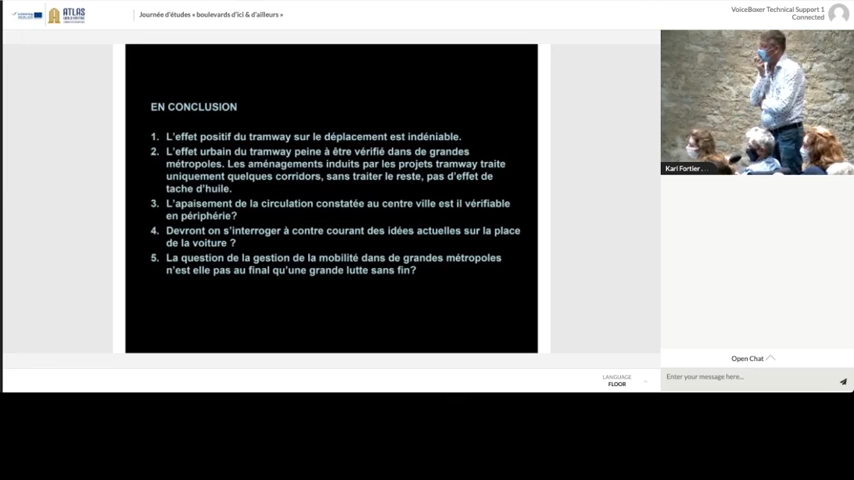 ATLAS
Journée d'études « boulevards d'ici & d'ailleurs »
VoiceBoxer Technical Support 1
Connected
EN CONCLUSION
1. L'effet positif du tramway sur le déplacement est indéniable.
2. L'effet urbain du tramway peine à être vérifié dans de grandes
métropoles. Les aménagements induits par les projets tramway traite
uniquement quelques corridors, sans traiter le reste, pas d'effet de
tache d'huile.
3. L'apaisement de la circulation constatée au centre ville est il vérifiable
en périphérie?
4. Devront on s'interroger à contre courant des idées actuelles sur la place
de la voiture ?
5. La question de la gestion de la mobilité dans de grandes métropoles
n'est elle pas au final qu'une grande lutte sans fin?
Karl Fortier ...
Open Chat
LANGUAGE
FLOOR
Enter your message here...